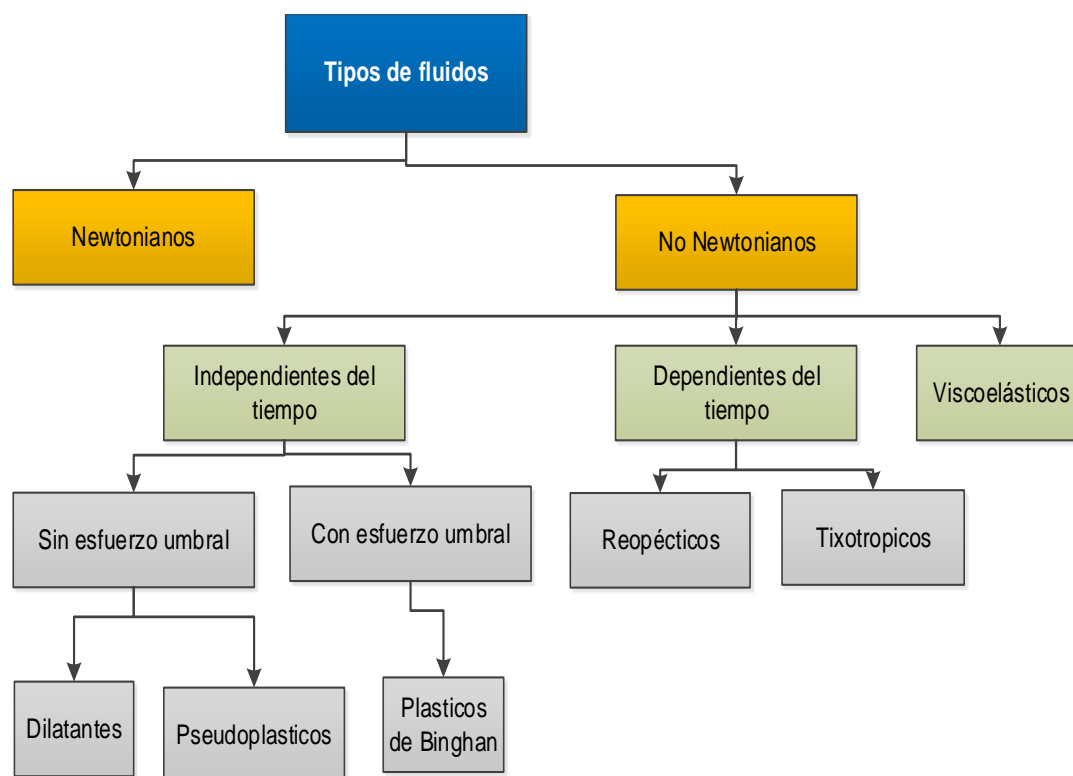 Tipos de fluidos
Newtonianos
No Newtonianos
Independientes del
tiempo
Dependientes del
tiempo
Viscoelásticos
Sin esfuerzo umbral
Con esfuerzo umbral
Reopécticos
Tixotropicos
Dilatantes
Pseudoplasticos
Plasticos
de Binghan